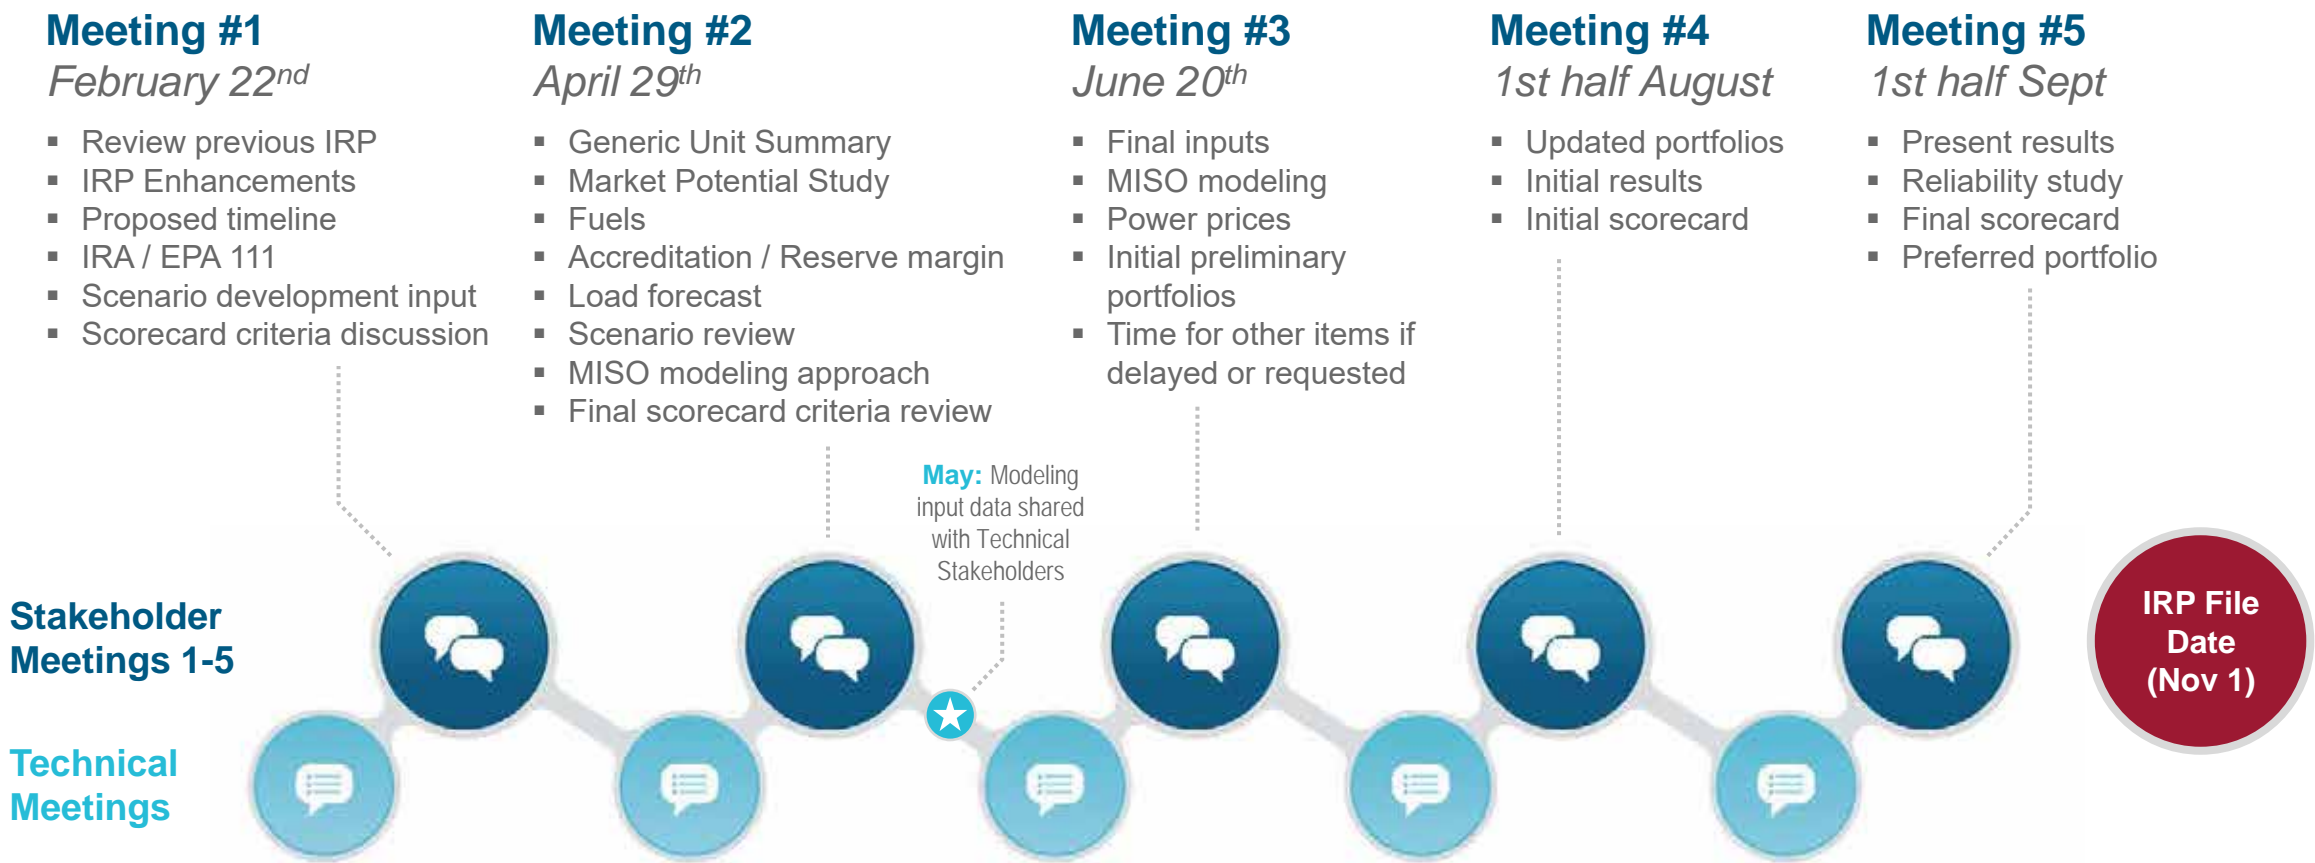 Meeting #1
February 22nd
▪ Review previous IRP
▪ IRP Enhancements
▪ Proposed timeline
▪ IRA / EPA 111
▪ Scenario development input
▪ Scorecard criteria discussion
Meeting #2
April 29th
▪ Generic Unit Summary
▪ Market Potential Study
▪ Fuels
▪ Accreditation / Reserve margin
▪ Load forecast
▪ Scenario review
▪ MISO modeling approach
▪ Final scorecard criteria review
Meeting #3
June 20th
▪ Final inputs
▪ MISO modeling
▪ Power prices
▪ Initial preliminary
portfolios
▪ Time for other items if
delayed or requested
Meeting #4
1st half August
▪ Updated portfolios
▪ Initial results
▪ Initial scorecard
Meeting #5
1st half Sept
▪ Present results
▪ Reliability study
▪ Final scorecard
▪ Preferred portfolio
May: Modeling
input data shared
with Technical
Stakeholders
Stakeholder
Meetings 1-5
Technical
Meetings
IRP File
Date
(Nov 1)